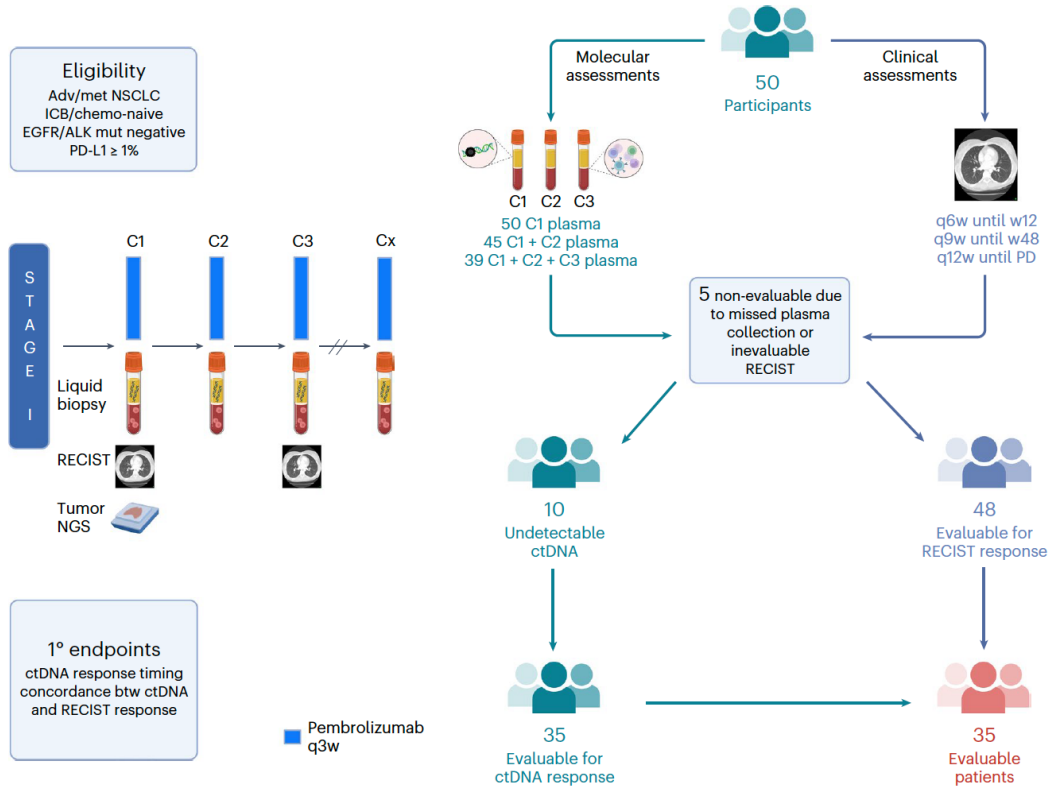 Eligibility
Adv/met NSCLC
ICB/chemo-naive
EGFR/ALK mut negative
PD-L1 ≥ 1%
S
T
A
G
E
I
C1
C2
C3
Cx
Liquid
biopsy
RECIST
Tumor
NGS
1° endpoints
ctDNA response timing
concordance btw ctDNA
and RECIST response
Pembrolizumab
q3w
Molecular
assessments
50
Participants
Clinical
assessments
C1
C2
C3
50 C1 plasma
45 C1 + C2 plasma
39 C1 + C2 + C3 plasma
q6w until w12
q9w until w48
q12w until PD
5 non-evaluable due
to missed plasma
collection or
inevaluable
RECIST
10
Undetectable
ctDNA
48
Evaluable for
RECIST response
35
Evaluable for
ctDNA response
35
Evaluable
patients